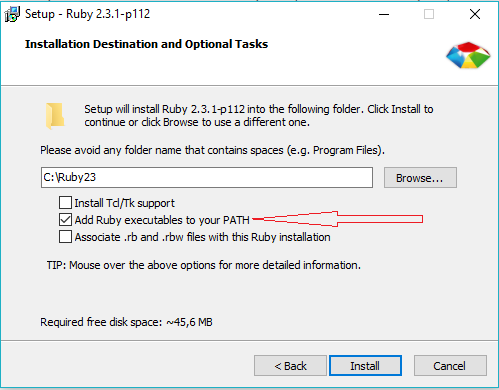 Setup - Ruby 2.3.1-p112
Installation Destination and Optional Tasks
Setup will install Ruby 2.3.1-p112 into the following folder. Click Install to
continue or click Browse to use a different one.
Please avoid any folder name that contains spaces (e.g. Program Files).
C:\Ruby23
Browse...
Install Tcl/Tk support
Add Ruby executables to your PATH
Associate .rb and .rbw files with this Ruby installation
TIP: Mouse over the above options for more detailed information.
Required free disk space: ~45,6 MB
< Back
Install
Cancel